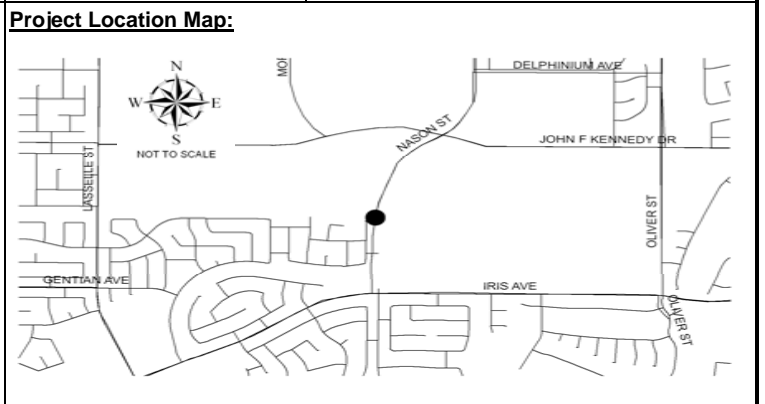 Project Location Map:
N
W
E
S
NOT TO SCALE
DELPHINIUM AVE
NASON ST
JOHN F KENNEDY DR
LASSELLE ST
OLIVER ST
GENTIAN AVE
IRIS AVE
OLIVER ST